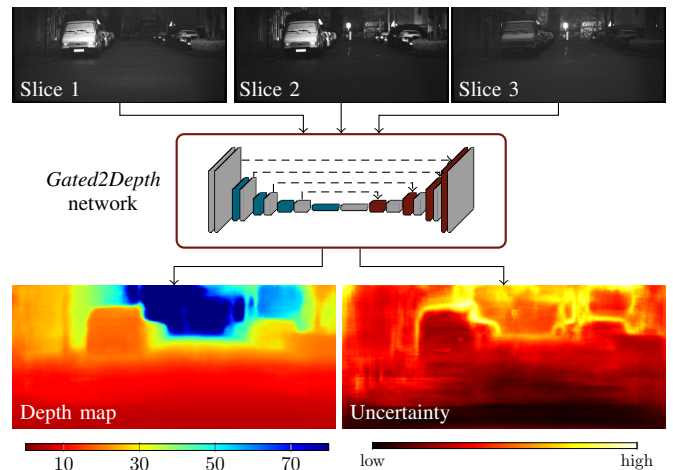 Slice 1
Slice 2
Slice 3
Gated2Depth
network
Depth map
Uncertainty
10 30 50 70
low high